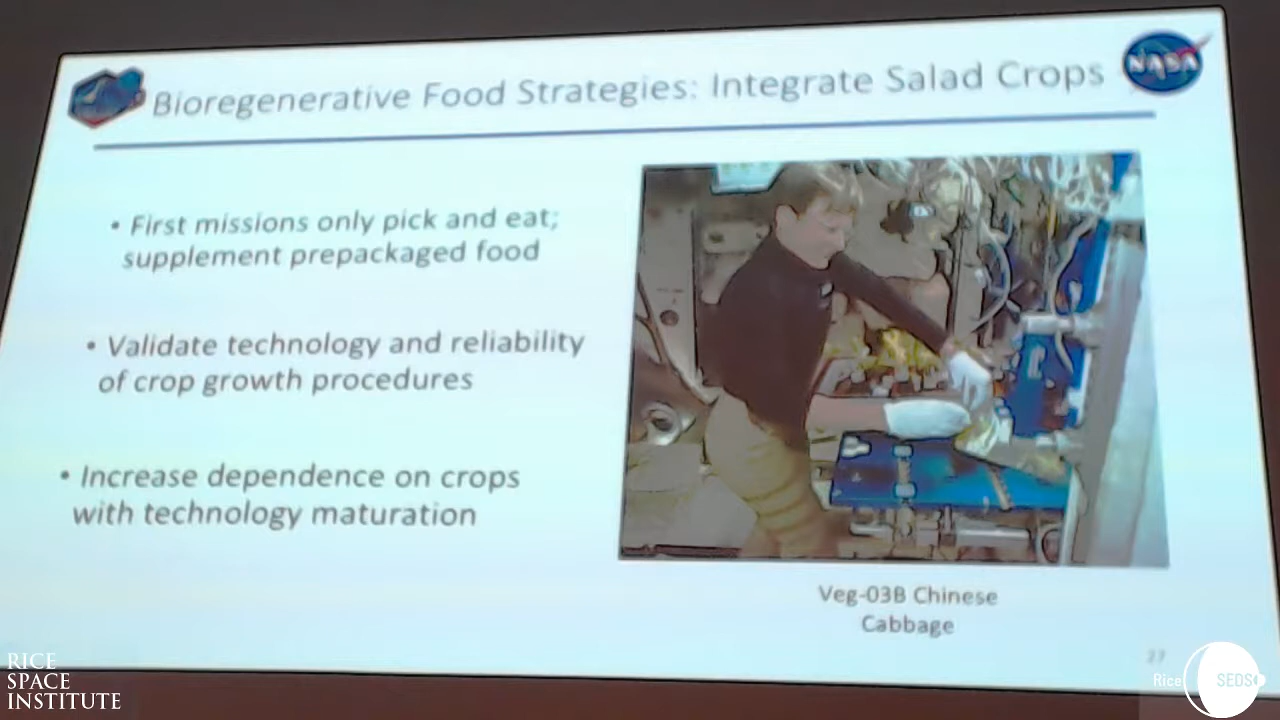 Bioregenerative Food Strategies: Integrate Salad Crops
NASA
• First missions only pick and eat;
supplement prepackaged food
• Validate technology and reliability
of crop growth procedures
• Increase dependence on crops
with technology maturation
Veg-03B Chinese
Cabbage
27
RICE
SPACE
INSTITUTE
Rice SEDS